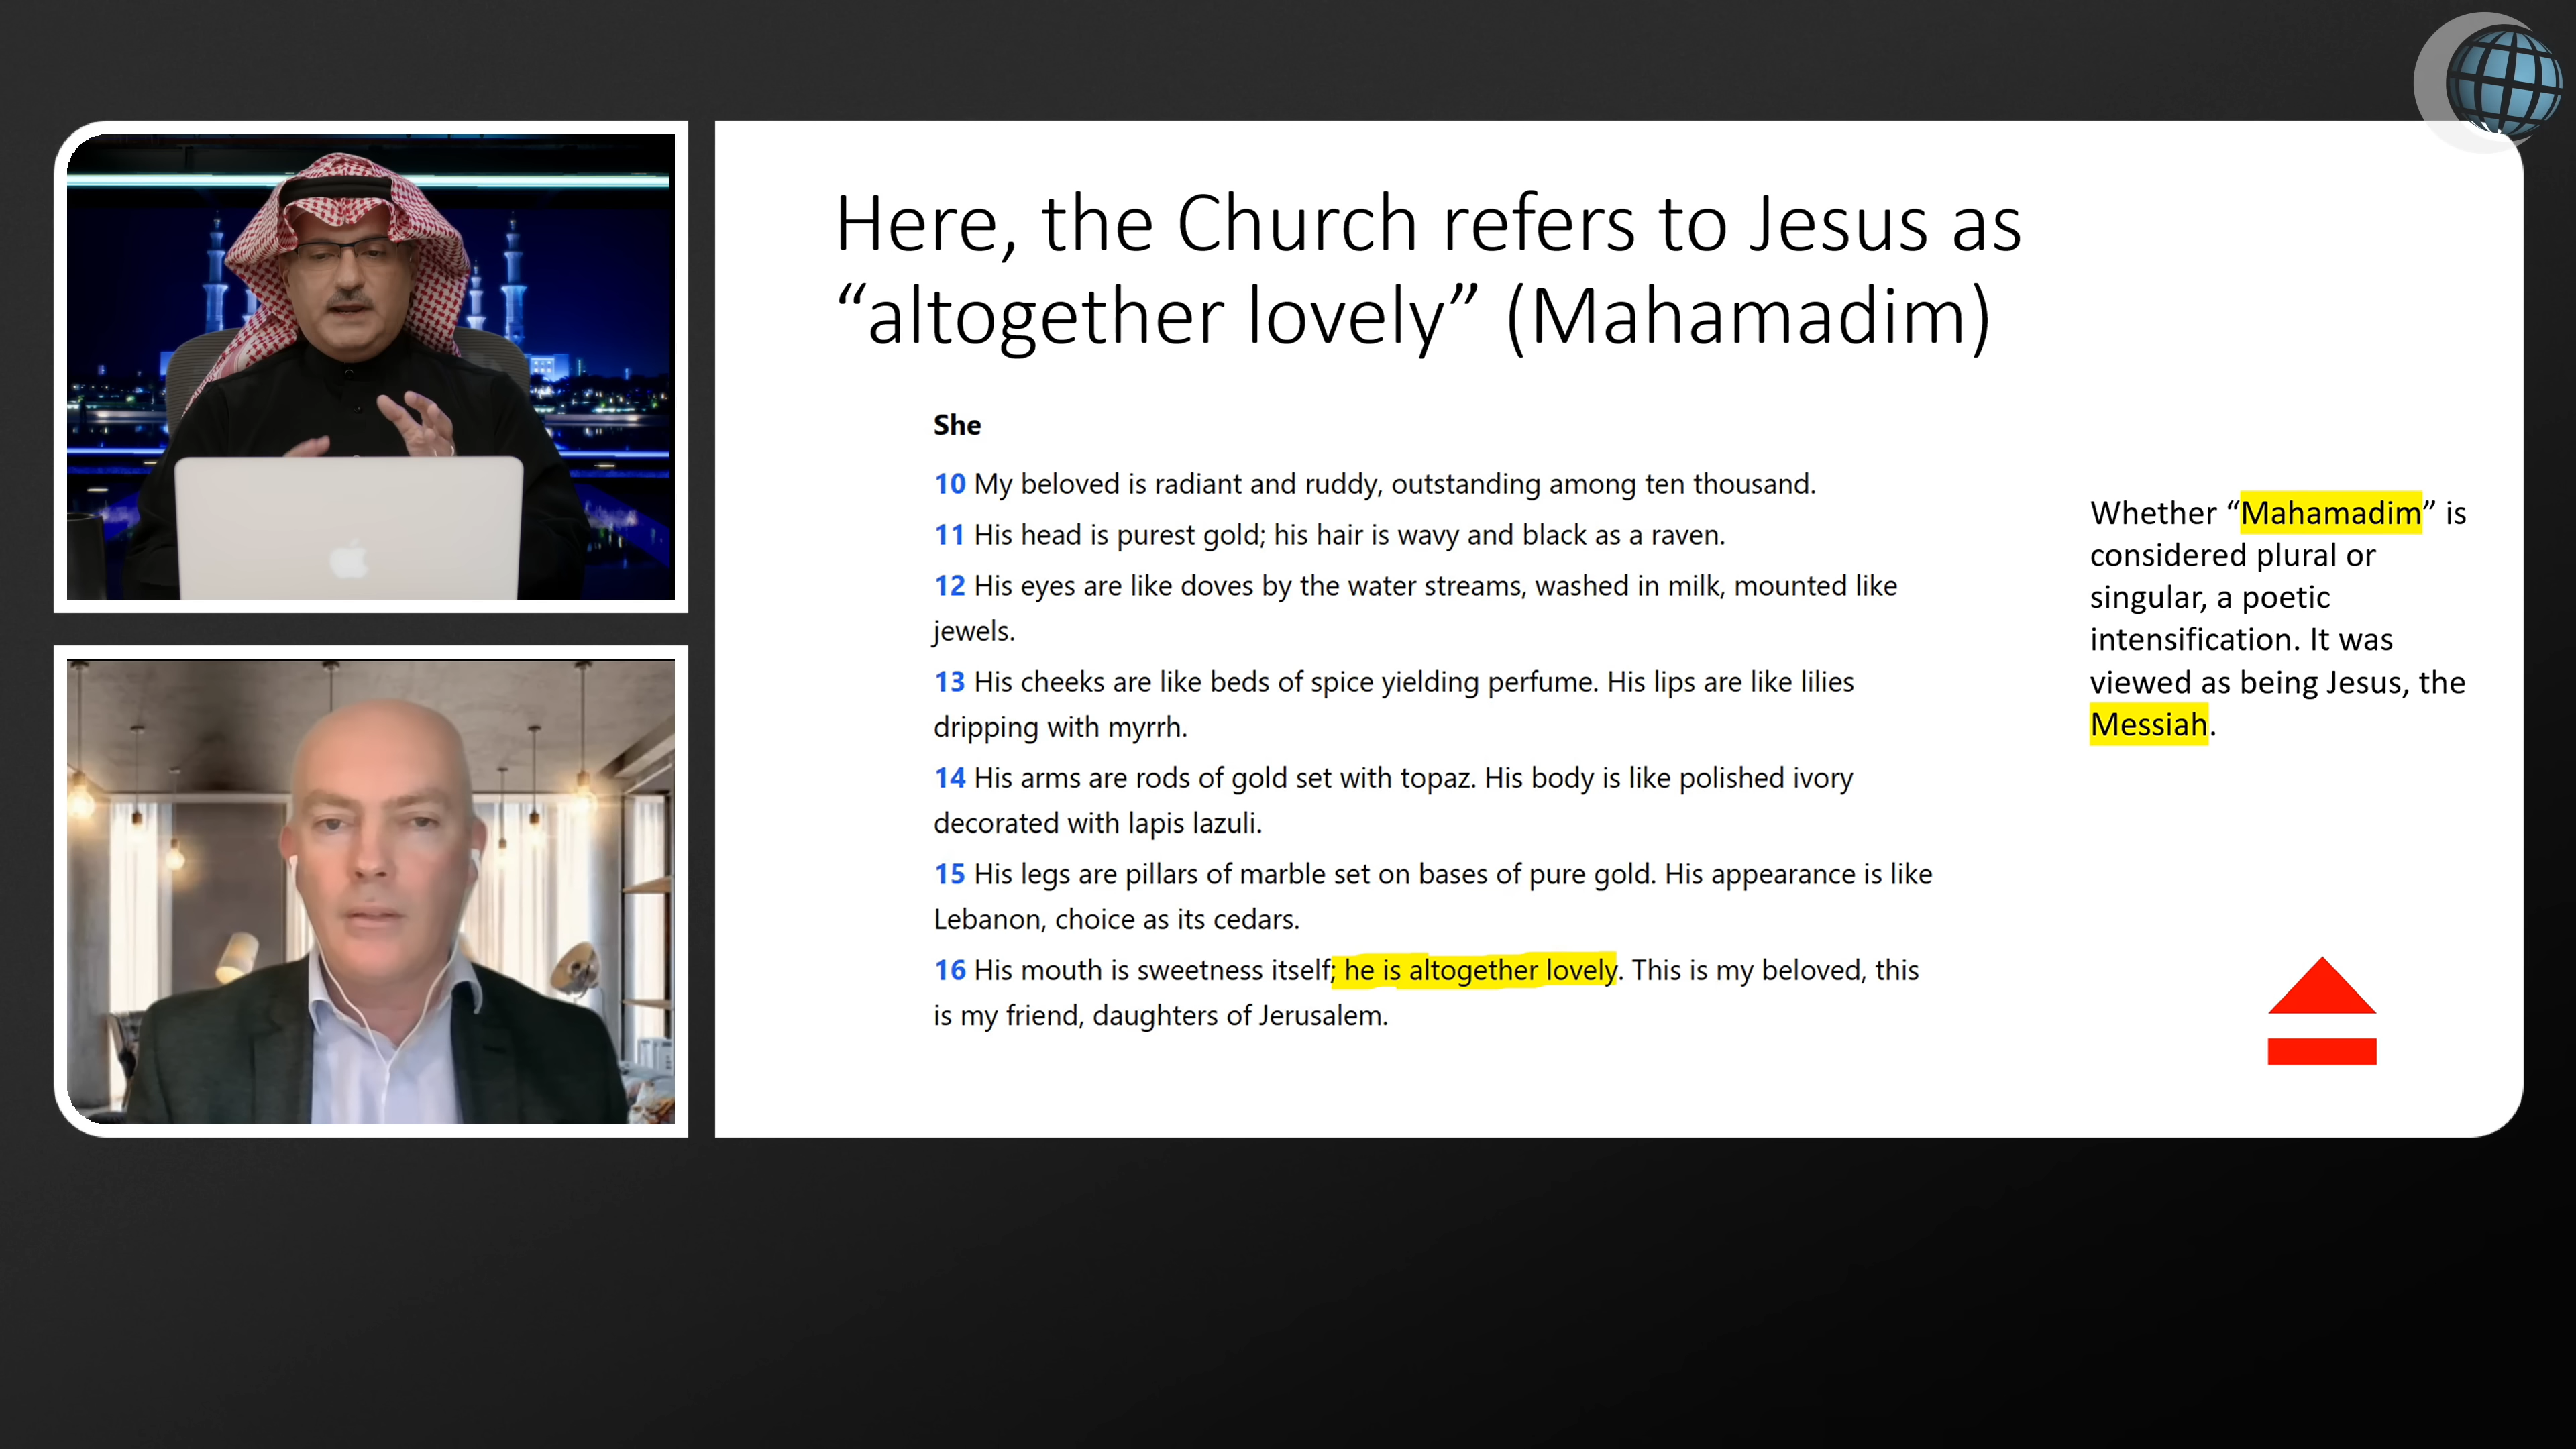 Here, the Church refers to Jesus as
“altogether lovely” (Mahamadim)
She
10 My beloved is radiant and ruddy, outstanding among ten thousand.
11 His head is purest gold; his hair is wavy and black as a raven.
12 His eyes are like doves by the water streams, washed in milk, mounted like
jewels.
13 His cheeks are like beds of spice yielding perfume. His lips are like lilies
dripping with myrrh.
14 His arms are rods of gold set with topaz. His body is like polished ivory
decorated with lapis lazuli.
15 His legs are pillars of marble set on bases of pure gold. His appearance is like
Lebanon, choice as its cedars.
16 His mouth is sweetness itself; he is altogether lovely. This is my beloved, this
is my friend, daughters of Jerusalem.
Whether “Mahamadim” is
considered plural or
singular, a poetic
intensification. It was
viewed as being Jesus, the
Messiah.